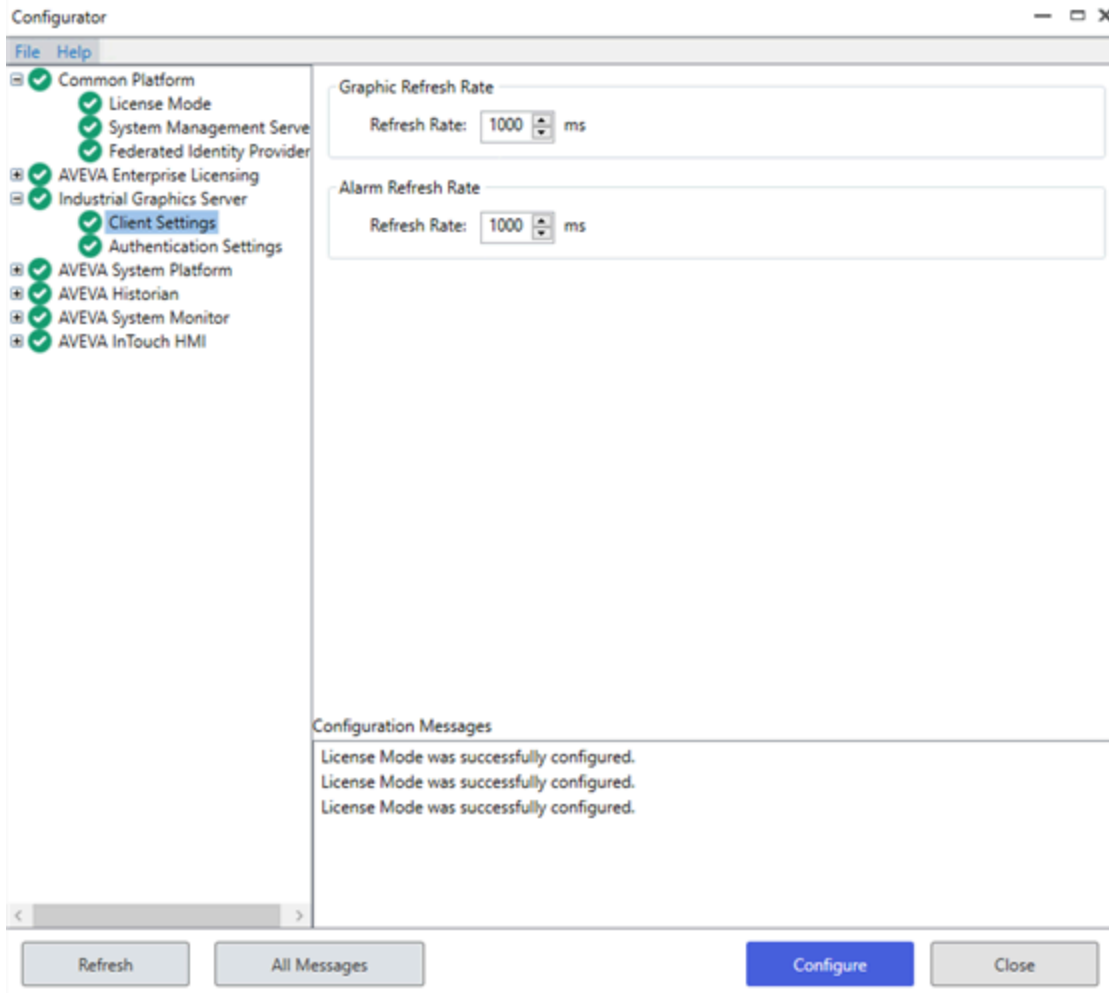 Configurator
File Help
Common Platform
License Mode
System Management Serve
Federated Identity Provider
AVEVA Enterprise Licensing
Industrial Graphics Server
Client Settings
Authentication Settings
AVEVA System Platform
AVEVA Historian
AVEVA System Monitor
AVEVA InTouch HMI
Graphic Refresh Rate
Refresh Rate: 1000 ms
Alarm Refresh Rate
Refresh Rate: 1000 ms
Configuration Messages
License Mode was successfully configured.
License Mode was successfully configured.
License Mode was successfully configured.
Refresh All Messages Configure Close